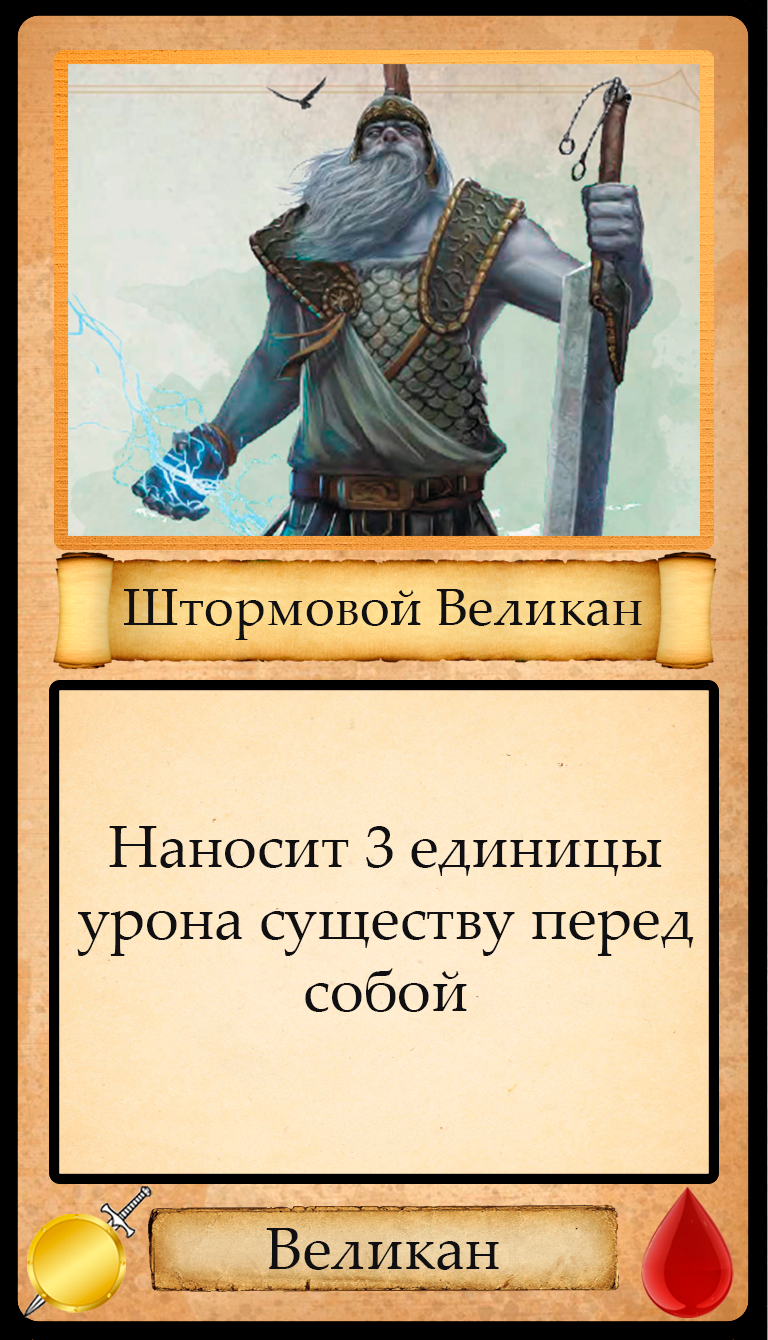 Штормовой Великан
Наносит 3 единицы
урона существу перед
собой
Великан